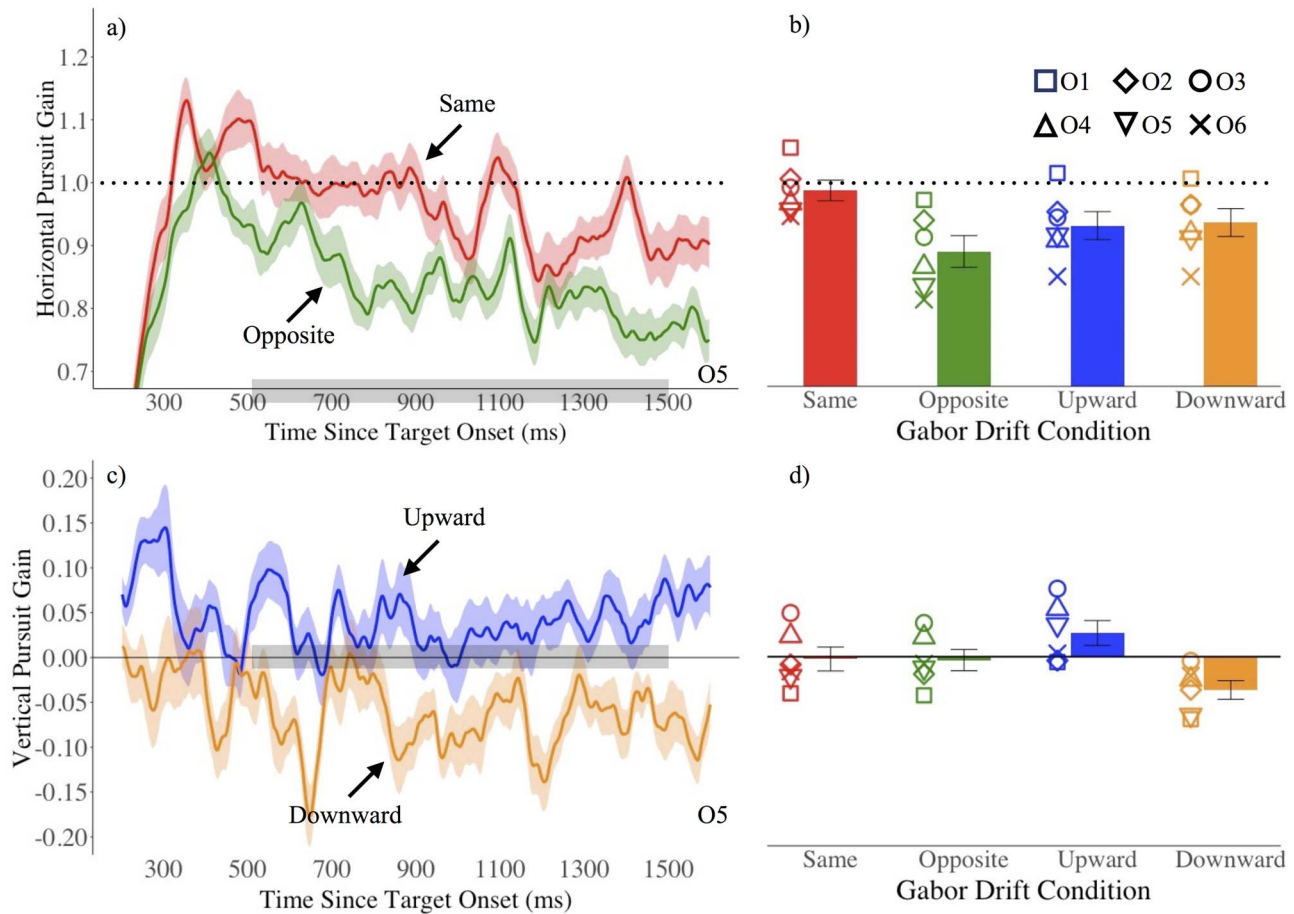 a)
1.2
1.1
1.0
0.9
0.8
0.7
Horizontal Pursuit Gain
Same
Opposite
O5
300 500 700 900 1100 1300 1500
Time Since Target Onset (ms)
b)
O1 O2 O3
O4 O5 O6
Same Opposite Upward Downward
Gabor Drift Condition
c)
0.20
0.15
0.10
0.05
0.00
-0.05
-0.10
-0.15
-0.20
Vertical Pursuit Gain
Upward
Downward
O5
300 500 700 900 1100 1300 1500
Time Since Target Onset (ms)
d)
Same Opposite Upward Downward
Gabor Drift Condition